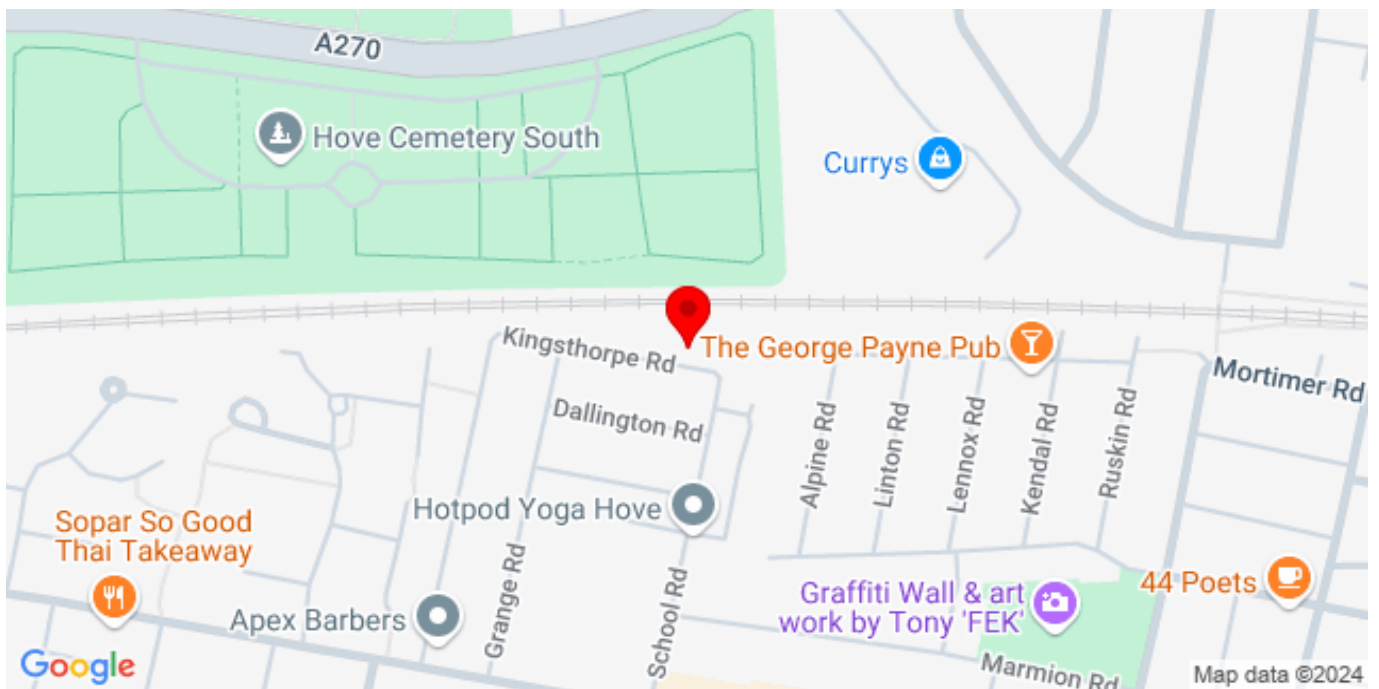 A270
Hove Cemetery South
Currys
Kingsthorpe Rd
The George Payne Pub
Mortimer Rd
Dallington Rd
Alpine Rd
Linton Rd
Lennox Rd
Kendal Rd
Ruskin Rd
Hotpod Yoga Hove
Sopar So Good
Thai Takeaway
Grange Rd
School Rd
Apex Barbers
Graffiti Wall & art
work by Tony 'FEK'
44 Poets
Marmion Rd
Google
Map data ©2024